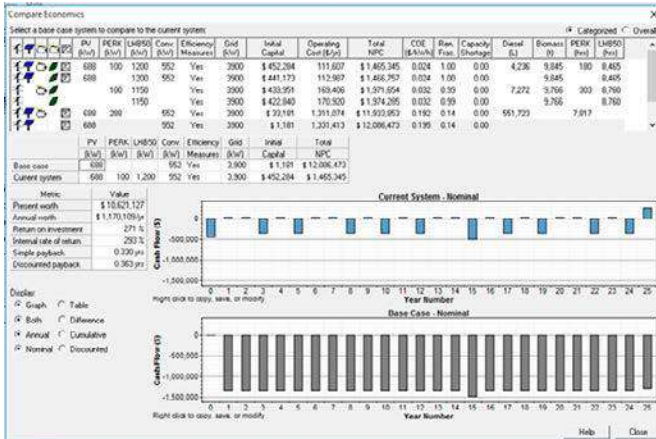 Compare Economics
Select a base case system to compare to the current system:
Categorized Overall
PV PERK LHB50 Conv. Efficiency Grid Initial Operating Total COE Ren. Capacity Diesel Biomass PERK LHB50
(kW) (kW) (kW) (kW) Measures (kW) Capital Cost ($/yr) NPC ($/kWh) Frac. Shortage (L) (t) (hrs) (hrs)
688 100 1200 552 Yes 3900 $ 452,284 111,607 $ 1,465,345 0.024 1.00 0.00 4,236 9,845 180 8,465
688 1200 552 Yes 3900 $ 441,173 112,987 $ 1,466,757 0.024 1.00 0.00 9,845 8,465
100 1150 Yes 3900 $ 433,951 169,406 $ 1,971,654 0.032 0.99 0.00 7,272 9,766 303 8,760
1150 Yes 3900 $ 422,840 170,920 $ 1,974,285 0.032 0.99 0.00 9,766 8,760
688 200 552 Yes 3900 1,311,074 $ 11,933,853 0.192 0.14 0.00 551,723 7,817
688 552 Yes 3900 $ 1,181 1,331,413 $ 12,086,473 0.195 0.14 0.00
PV PERK LHB50 Conv. Efficiency Grid Initial Total
(kW) (kW) (kW) (kW) Measures (kW) Capital NPC
Base case 688 552 Yes 3,900 $ 1,181 $ 12,086,473
Current system 688 100 1,200 552 Yes 3,900 $ 452,284 $ 1,465,345
Metric Value
Present worth $ 10,621,127
Annual worth $ 1,170,109/yr
Return on investment 271 %
Internal rate of return 293 %
Simple payback 0.330 yrs
Discounted payback 0.363 yrs
Display:
Graph Table
Both Difference
Annual Cumulative
Nominal Discounted
Current System - Nominal
Cash Flow ($)
0
-500,000
-1,000,000
-1,500,000
0 1 2 3 4 5 6 7 8 9 10 11 12 13 14 15 16 17 18 19 20 21 22 23 24 25
Right click to copy, save, or modify
Year Number
Base Case - Nominal
Cash Flow ($)
0
-500,000
-1,000,000
-1,500,000
0 1 2 3 4 5 6 7 8 9 10 11 12 13 14 15 16 17 18 19 20 21 22 23 24 25
Right click to copy, save, or modify
Year Number
Help Close